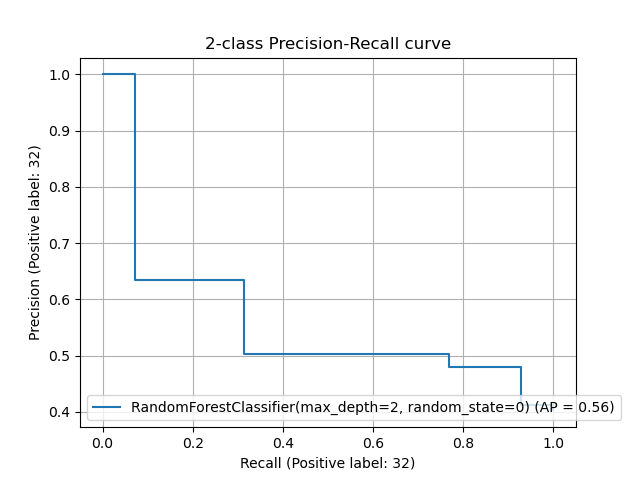 2-class Precision-Recall curve
1.0
0.9
0.8
0.7
0.6
0.5
0.4
Precision (Positive label: 32)
RandomForestClassifier(max_depth=2, random_state=0) (AP = 0.56)
0.0 0.2 0.4 0.6 0.8 1.0
Recall (Positive label: 32)